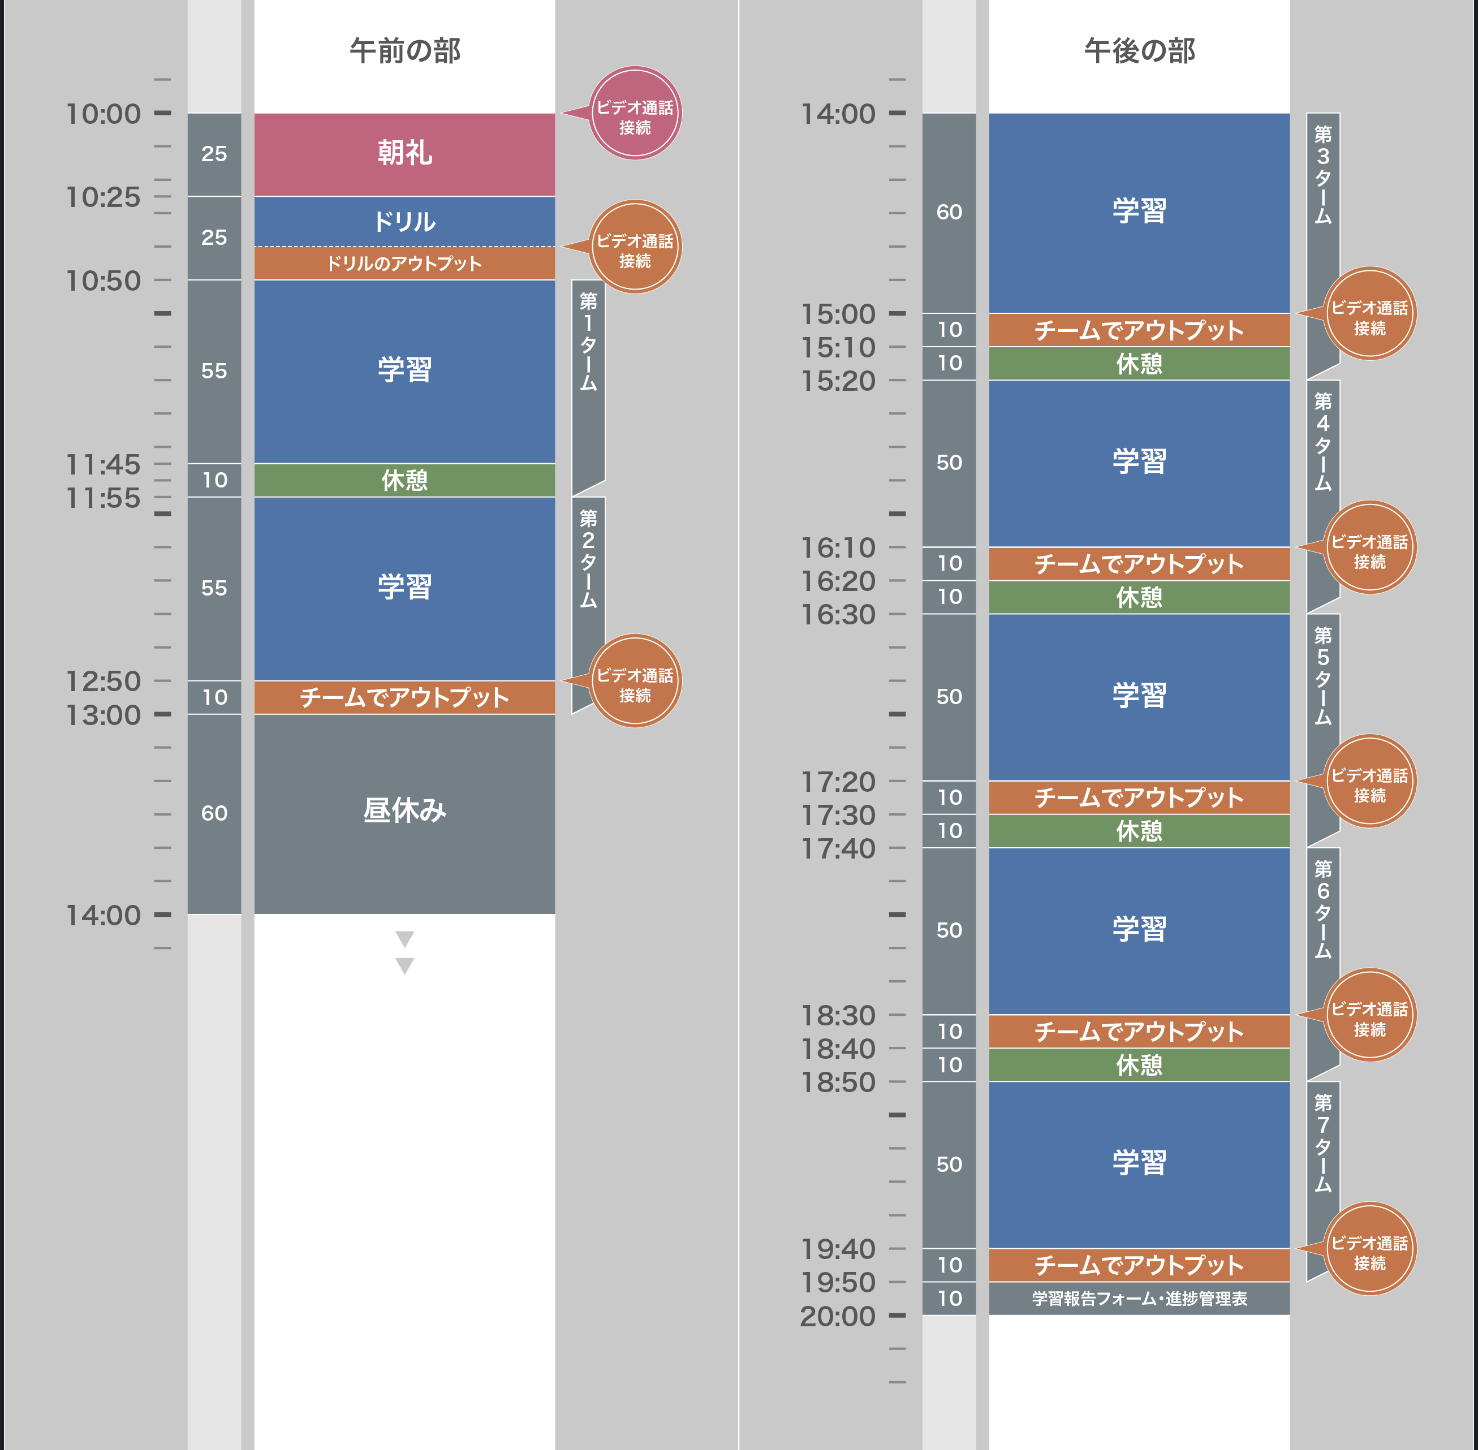 午前の部
10:00
25
朝礼
ビデオ通話
接続
10:25
25
ドリル
ドリルのアウトプット
ビデオ通話
接続
10:50
55
学習
第1ターム
11:45
10
休憩
11:55
55
学習
第2ターム
12:50
10
チームでアウトプット
ビデオ通話
接続
13:00
60
昼休み
14:00
午後の部
14:00
60
学習
第3ターム
15:00
10
チームでアウトプット
ビデオ通話
接続
15:10
10
休憩
15:20
50
学習
第4ターム
16:10
10
チームでアウトプット
ビデオ通話
接続
16:20
10
休憩
16:30
50
学習
第5ターム
17:20
10
チームでアウトプット
ビデオ通話
接続
17:30
10
休憩
17:40
50
学習
第6ターム
18:30
10
チームでアウトプット
ビデオ通話
接続
18:40
10
休憩
18:50
50
学習
第7ターム
19:40
10
チームでアウトプット
ビデオ通話
接続
19:50
10
学習報告フォーム・進捗管理表
20:00